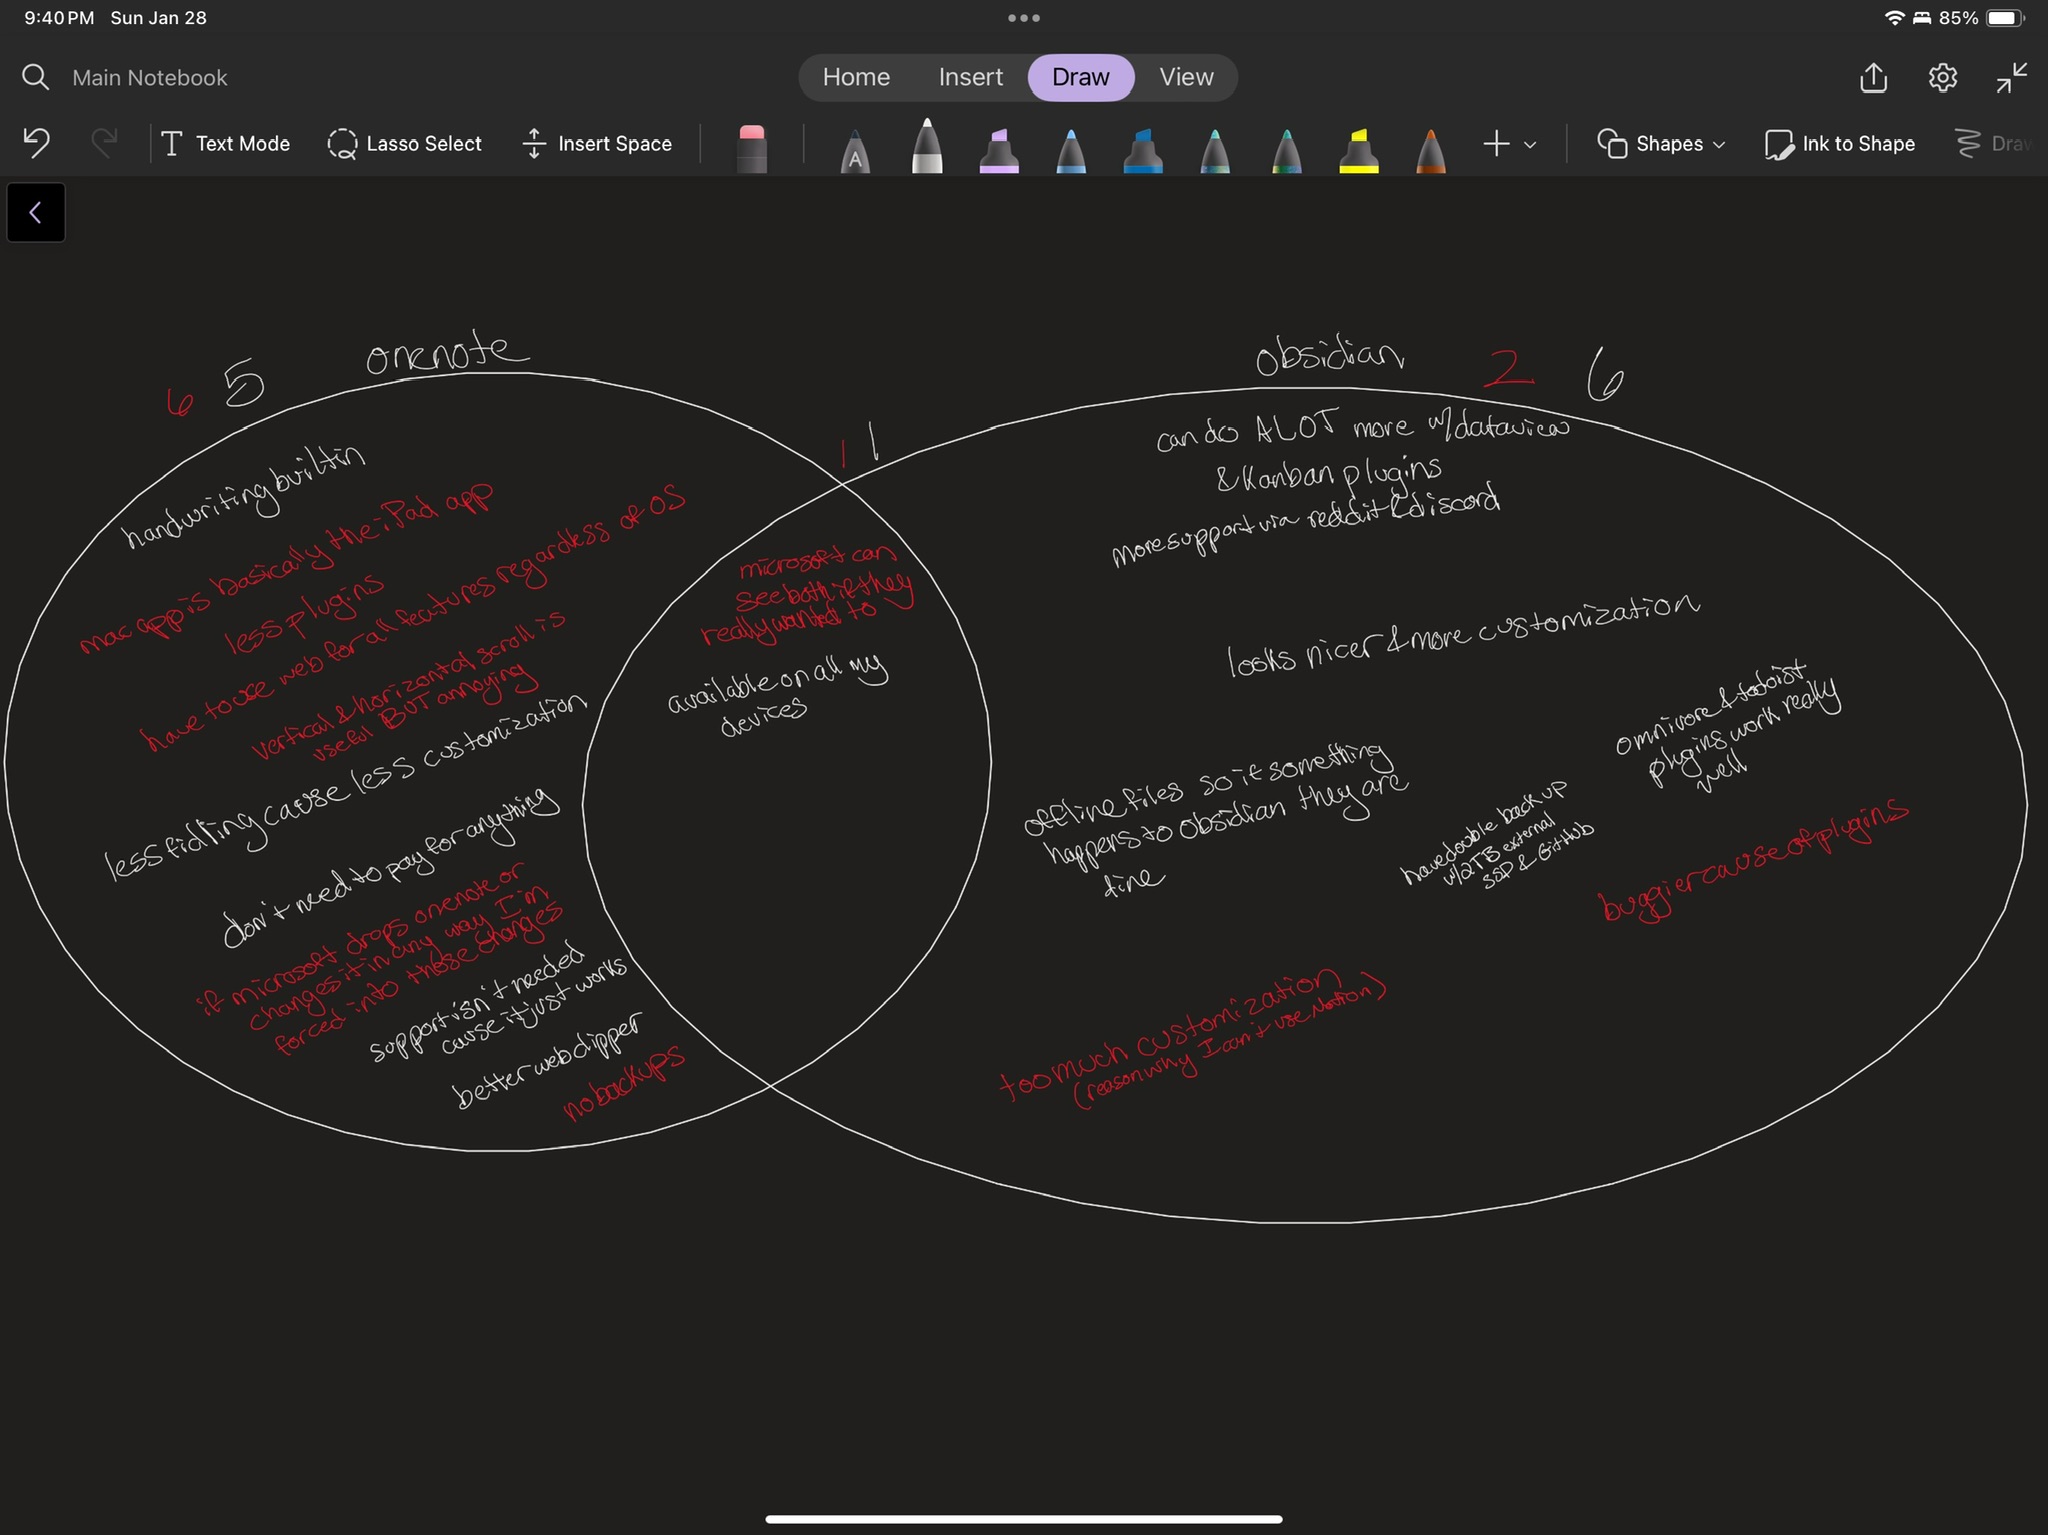 9:40 PM Sun Jan 28
85%
Main Notebook
Home Insert Draw View
Text Mode Lasso Select Insert Space
A
Shapes Ink to Shape Draw
onenote
6 5
handwriting built in
mac app is basically the iPad app
less plugins
have to use web for all features regardless of OS
vertical & horizontal scroll is
useful BUT annoying
less fidling cause less customization
don't need to pay for anything
if microsoft drops onenote or
changes it in any way I'm
forced into those changes
support isn't needed
cause it just works
better web clipper
no backups
1 1
microsoft can
see both if they
really wanted to
available on all my
devices
Obsidian
2 6
can do ALOT more w/dataview
& Kanban plugins
more support via reddit & discord
looks nicer & more customization
omnivore & todoist
plugins work really
well
offline files so if something
happens to Obsidian they are
fine
have double back up
w/2TB external
SSD & GitHub
buggier cause of plugins
too much customization
(reason why I can't use Notion)